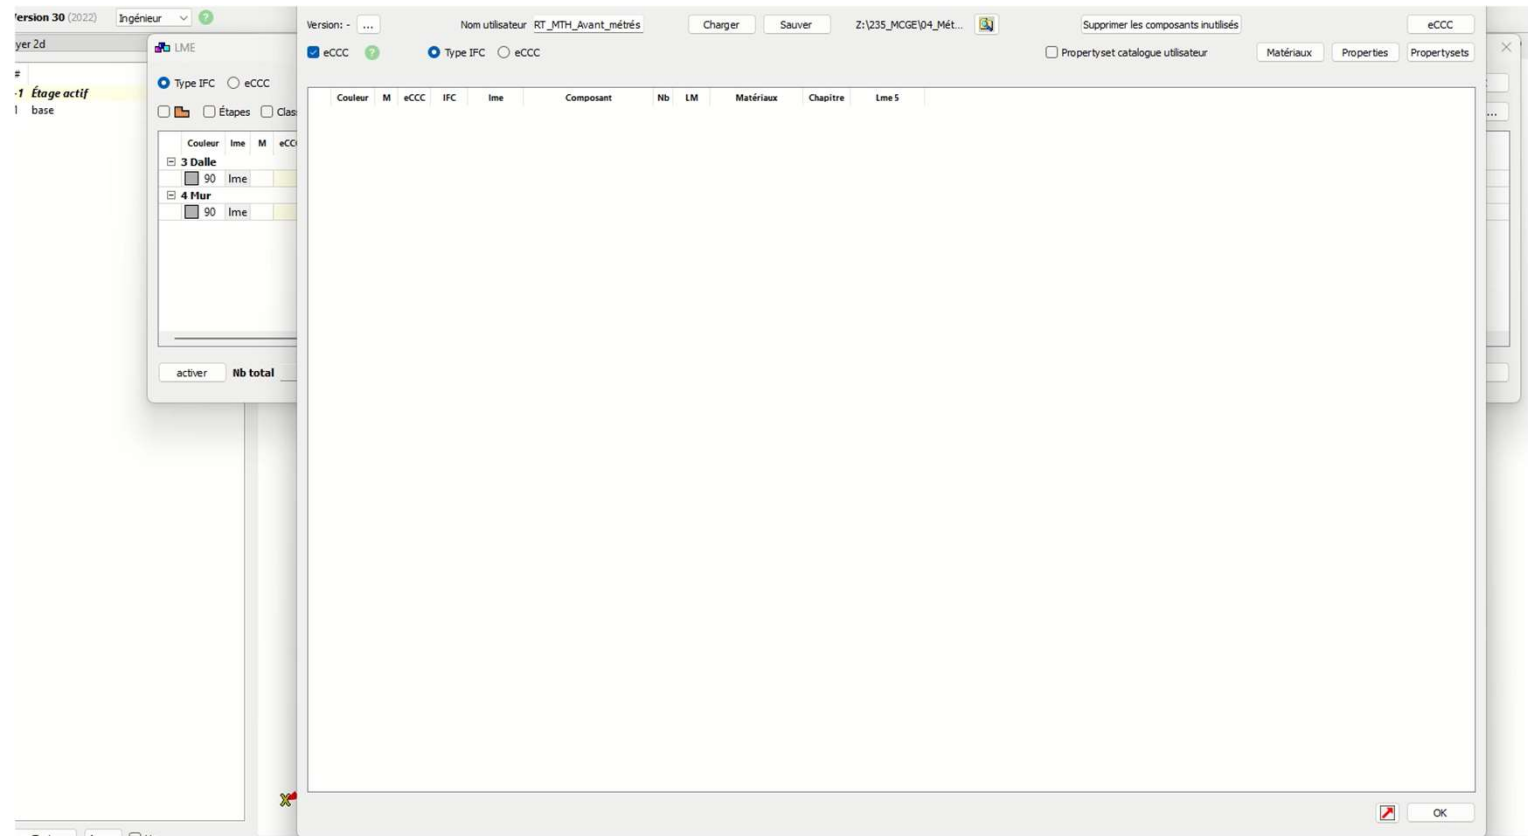 Version 30 (2022) Ingénieur ?
yer 2d
#
-1 Étage actif
1 base
LME
Type IFC eCCC
Étapes
Couleur lme M
3 Dalle
90 lme
4 Mur
90 lme
activer Nb total
Version: - ... Nom utilisateur RT_MTH_Avant_métrés Charger Sauver Z:\235_MCGE\04_Mét... Supprimer les composants inutilisés eCCC
eCCC ? Type IFC eCCC Propertyset catalogue utilisateur Matériaux Properties Propertysets
Couleur M eCCC IFC lme Composant Nb LM Matériaux Chapitre Lme 5
...
OK